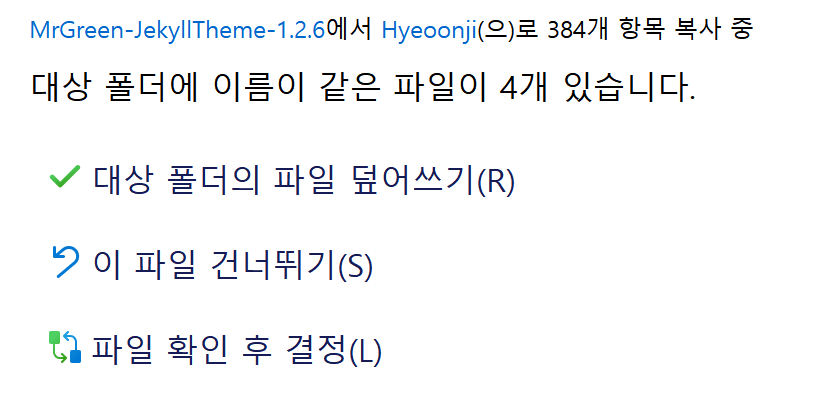 MrGreen-JekyllTheme-1.2.6에서 Hyeoonji(으)로 384개 항목 복사 중
대상 폴더에 이름이 같은 파일이 4개 있습니다.
대상 폴더의 파일 덮어쓰기(R)
이 파일 건너뛰기(S)
파일 확인 후 결정(L)